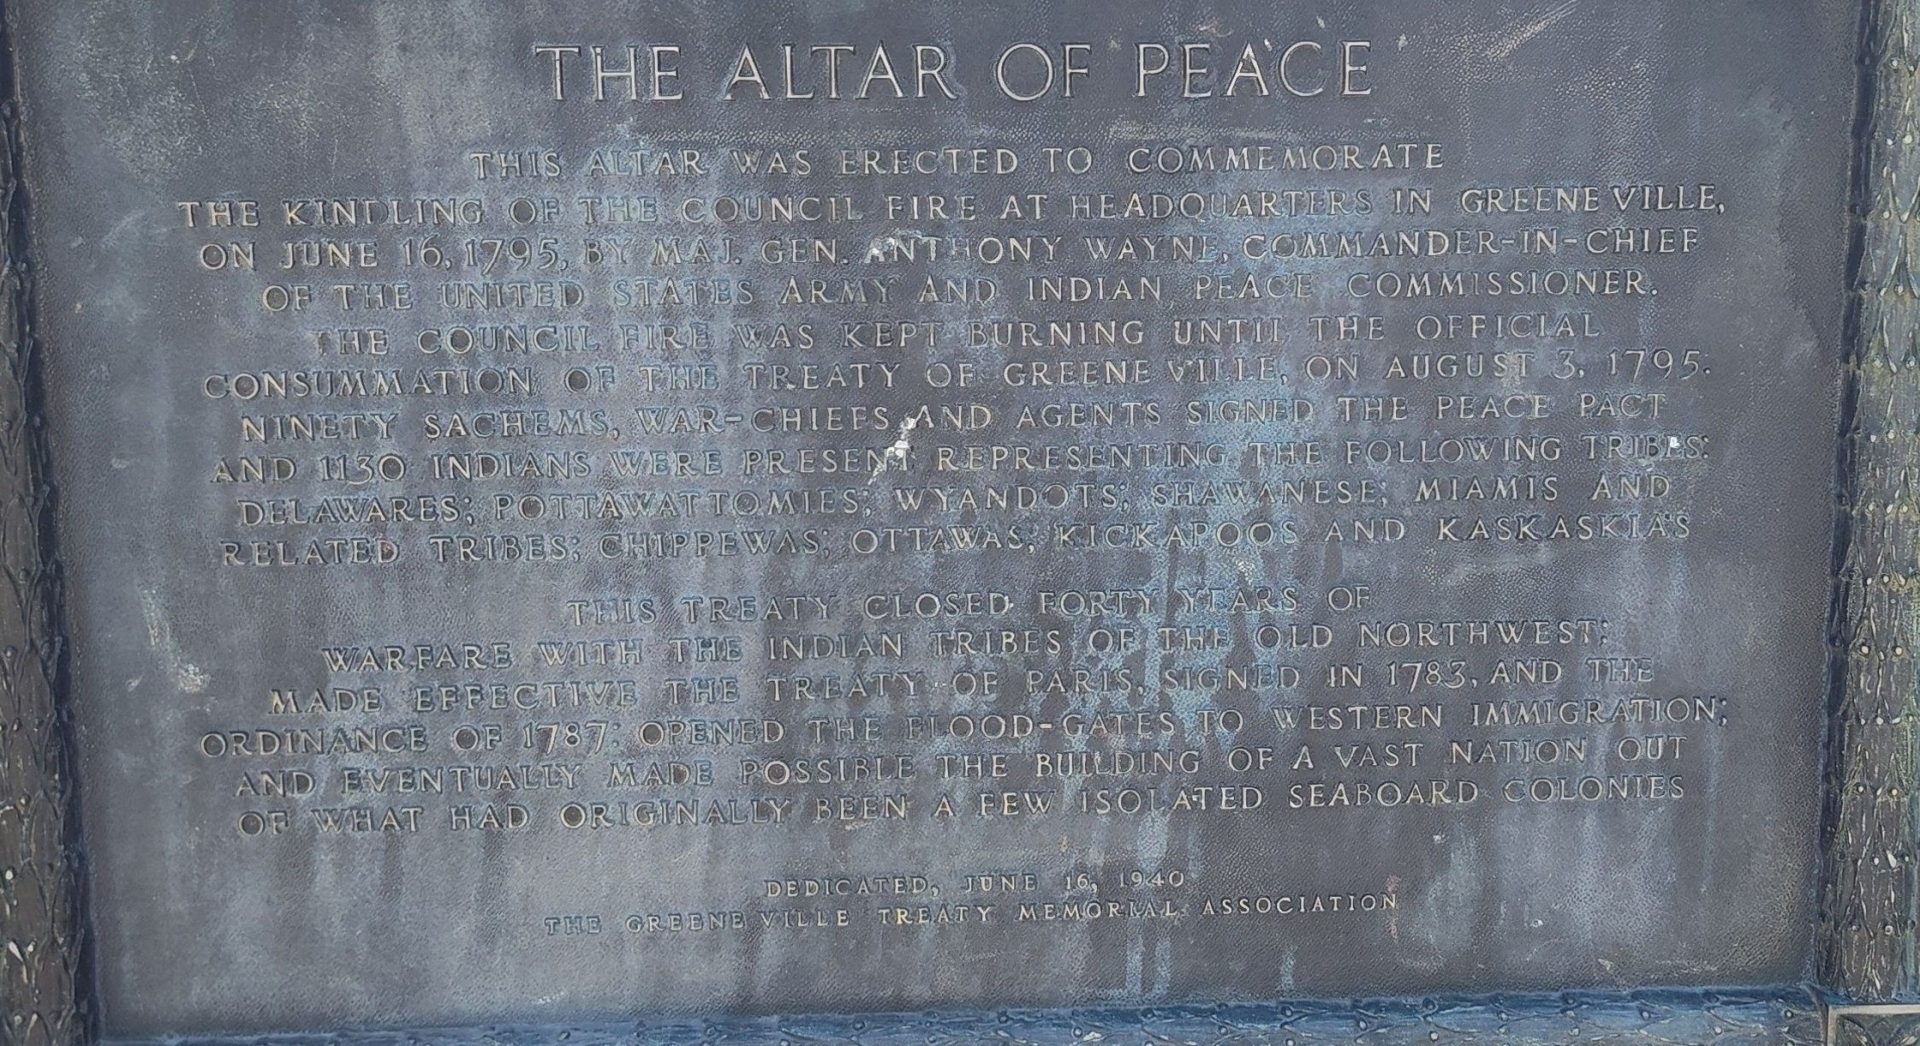 THE ALTAR OF PEACE
THIS ALTAR WAS ERECTED TO COMMEMORATE
THE KINDLING OF THE COUNCIL FIRE AT HEADQUARTERS IN GREENE VILLE,
ON JUNE 16, 1795, BY MAJ. GEN. ANTHONY WAYNE, COMMANDER-IN-CHIEF
OF THE UNITED STATES ARMY AND INDIAN PEACE COMMISSIONER.
THE COUNCIL FIRE WAS KEPT BURNING UNTIL THE OFFICIAL
CONSUMMATION OF THE TREATY OF GREENE VILLE, ON AUGUST 3, 1795.
NINETY SACHEMS, WAR-CHIEFS AND AGENTS SIGNED THE PEACE PACT
AND 1130 INDIANS WERE PRESENT REPRESENTING THE FOLLOWING TRIBES:
DELAWARES; POTTAWATTOMIES; WYANDOTS; SHAWANESE; MIAMIS AND
RELATED TRIBES; CHIPPEWAS; OTTAWAS; KICKAPOOS AND KASKASKIA'S
THIS TREATY CLOSED FORTY YEARS OF
WARFARE WITH THE INDIAN TRIBES OF THE OLD NORTHWEST;
MADE EFFECTIVE THE TREATY OF PARIS, SIGNED IN 1783, AND THE
ORDINANCE OF 1787: OPENED THE FLOOD-GATES TO WESTERN IMMIGRATION;
AND EVENTUALLY MADE POSSIBLE THE BUILDING OF A VAST NATION OUT
OF WHAT HAD ORIGINALLY BEEN A FEW ISOLATED SEABOARD COLONIES
DEDICATED, JUNE 16, 1940
THE GREENE VILLE TREATY MEMORIAL ASSOCIATION